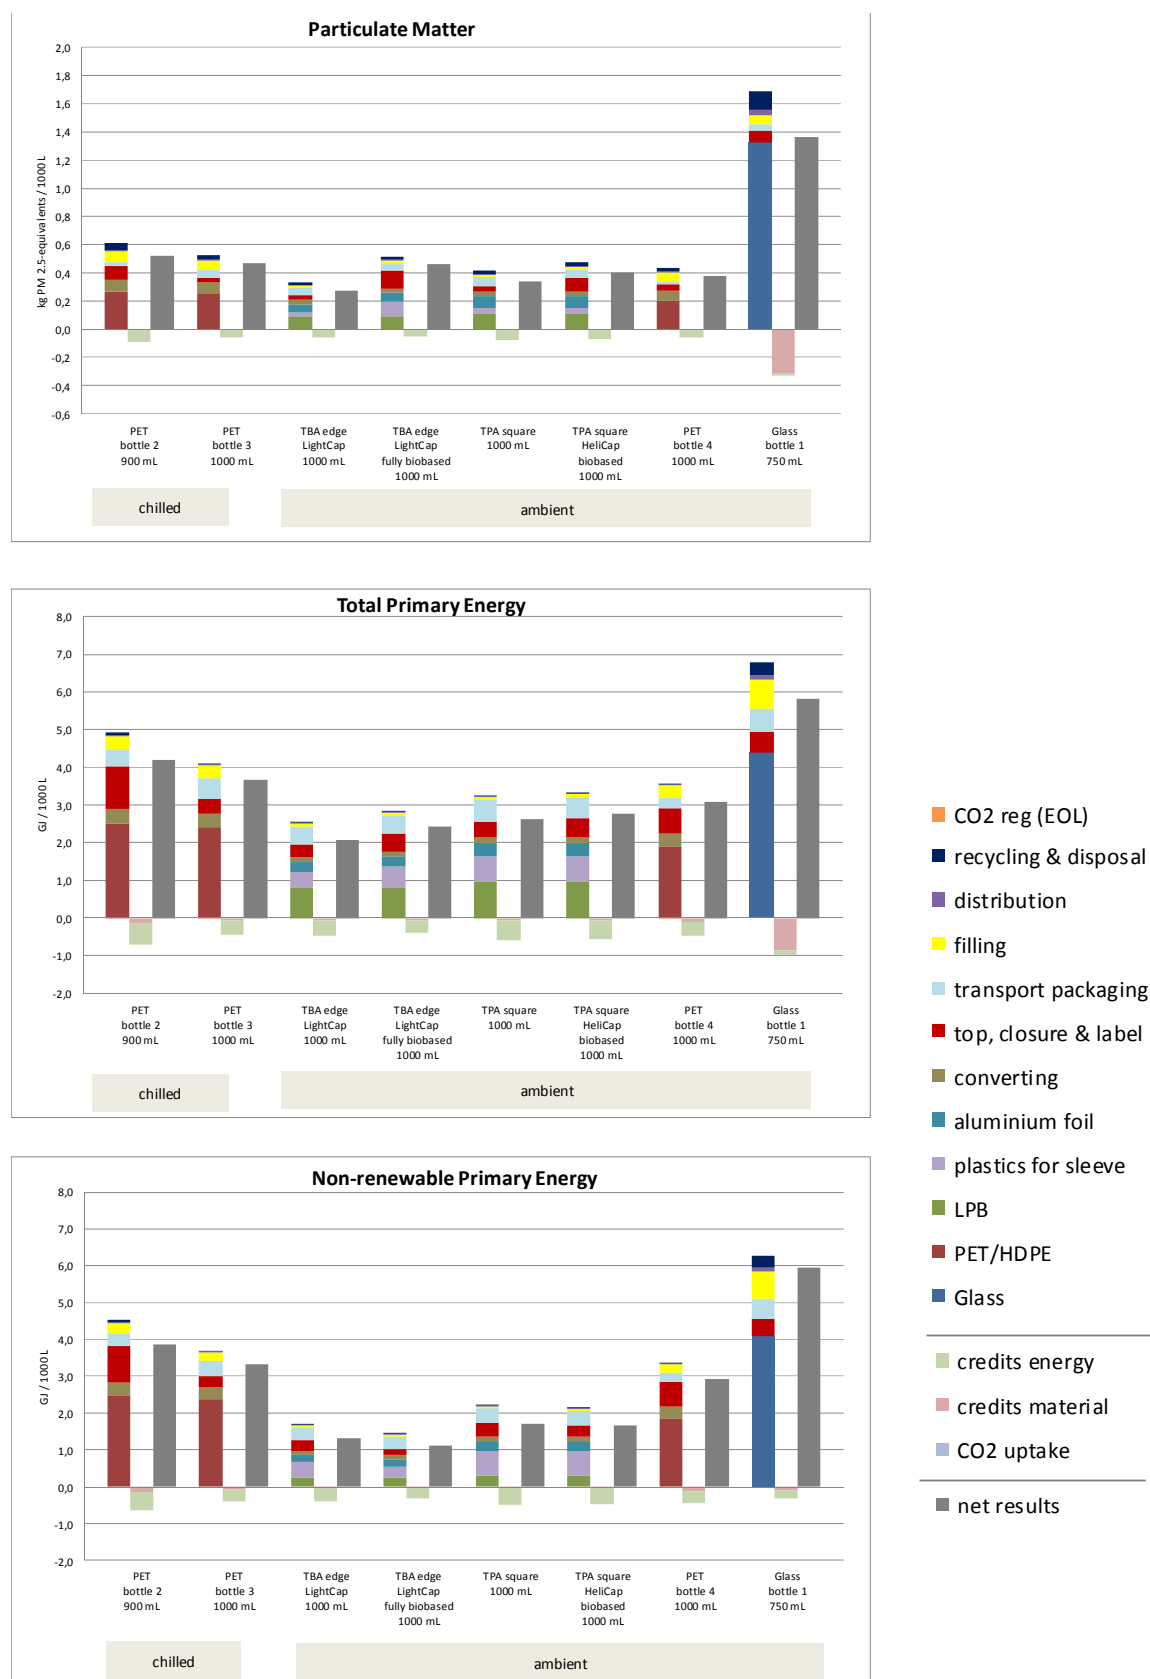 Particulate Matter
2,0
1,8
1,6
1,4
1,2
1,0
0,8
0,6
0,4
0,2
0,0
-0,2
-0,4
-0,6
kg PM 2.5-equivalents / 1000 L
PET
bottle 2
900 mL
PET
bottle 3
1000 mL
TBA edge
LightCap
1000 mL
TBA edge
LightCap
fully biobased
1000 mL
TPA square
1000 mL
TPA square
HeliCap
biobased
1000 mL
PET
bottle 4
1000 mL
Glass
bottle 1
750 mL
chilled
ambient
Total Primary Energy
8,0
7,0
6,0
5,0
4,0
3,0
2,0
1,0
0,0
-1,0
-2,0
GJ / 1000 L
PET
bottle 2
900 mL
PET
bottle 3
1000 mL
TBA edge
LightCap
1000 mL
TBA edge
LightCap
fully biobased
1000 mL
TPA square
1000 mL
TPA square
HeliCap
biobased
1000 mL
PET
bottle 4
1000 mL
Glass
bottle 1
750 mL
chilled
ambient
Non-renewable Primary Energy
8,0
7,0
6,0
5,0
4,0
3,0
2,0
1,0
0,0
-1,0
-2,0
GJ / 1000 L
PET
bottle 2
900 mL
PET
bottle 3
1000 mL
TBA edge
LightCap
1000 mL
TBA edge
LightCap
fully biobased
1000 mL
TPA square
1000 mL
TPA square
HeliCap
biobased
1000 mL
PET
bottle 4
1000 mL
Glass
bottle 1
750 mL
chilled
ambient
CO2 reg (EOL)
recycling & disposal
distribution
filling
transport packaging
top, closure & label
converting
aluminium foil
plastics for sleeve
LPB
PET/HDPE
Glass
credits energy
credits material
CO2 uptake
net results